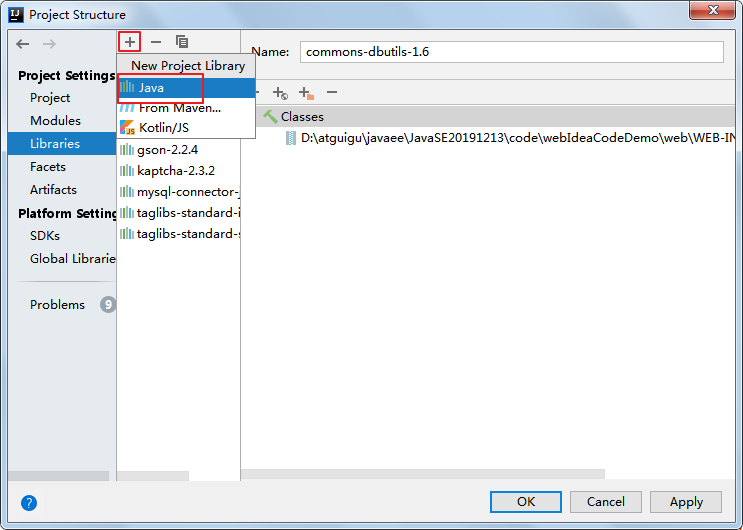 Project Structure
Project Settings
Project
Modules
Libraries
Facets
Artifacts
Platform Setting
SDKs
Global Librarie
Problems
9
New Project Library
Java
From Maven...
Kotlin/JS
gson-2.2.4
kaptcha-2.3.2
mysql-connector-j
taglibs-standard-i
taglibs-standard-s
Name: commons-dbutils-1.6
Classes
D:\atguigu\javaee\JavaSE20191213\code\webIdeaCodeDemo\web\WEB-IN
?
OK Cancel Apply